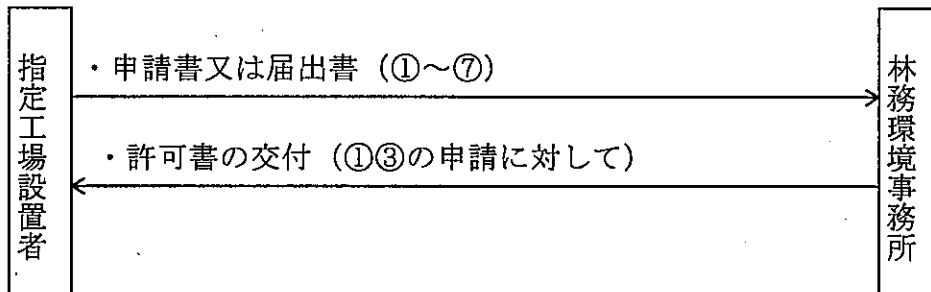 指定工場設置者
・申請書又は届出書（①～⑦）
・許可書の交付（①③の申請に対して）
林務環境事務所